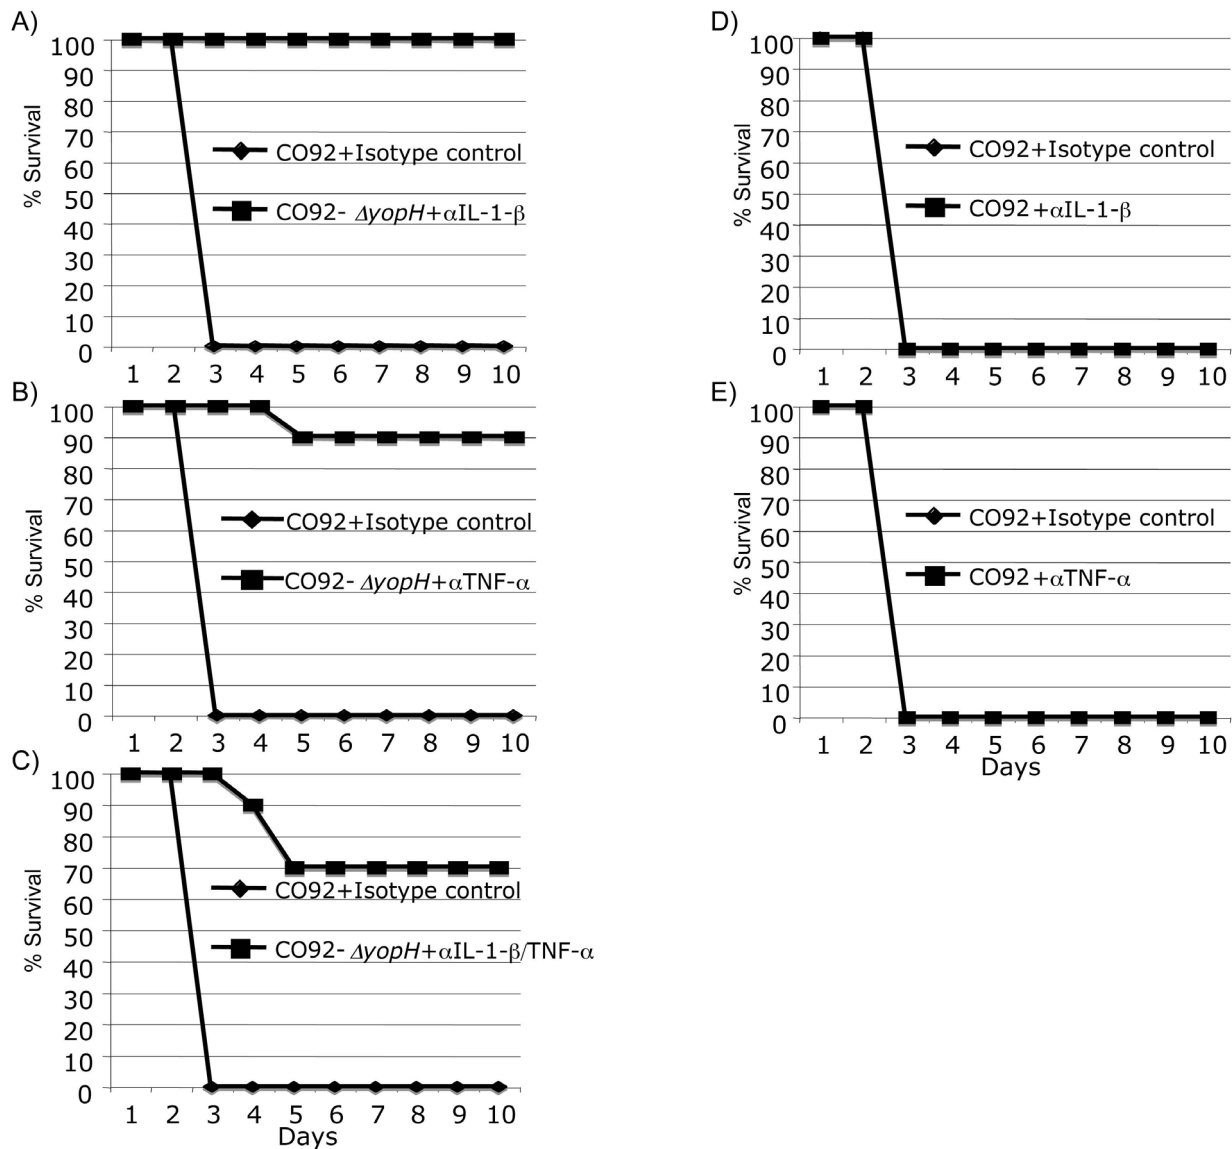 A)
% Survival
100
90
80
70
60
50
40
30
20
10
0
CO92+Isotype control
CO92- ΔyopH+αIL-1-β
1 2 3 4 5 6 7 8 9 10
B)
% Survival
100
90
80
70
60
50
40
30
20
10
0
CO92+Isotype control
CO92- ΔyopH+αTNF-α
1 2 3 4 5 6 7 8 9 10
C)
% Survival
100
90
80
70
60
50
40
30
20
10
0
CO92+Isotype control
CO92- ΔyopH+αIL-1-β/TNF-α
1 2 3 4 5 6 7 8 9 10
Days
D)
% Survival
100
90
80
70
60
50
40
30
20
10
0
CO92+Isotype control
CO92+αIL-1-β
1 2 3 4 5 6 7 8 9 10
E)
% Survival
100
90
80
70
60
50
40
30
20
10
0
CO92+Isotype control
CO92+αTNF-α
1 2 3 4 5 6 7 8 9 10
Days